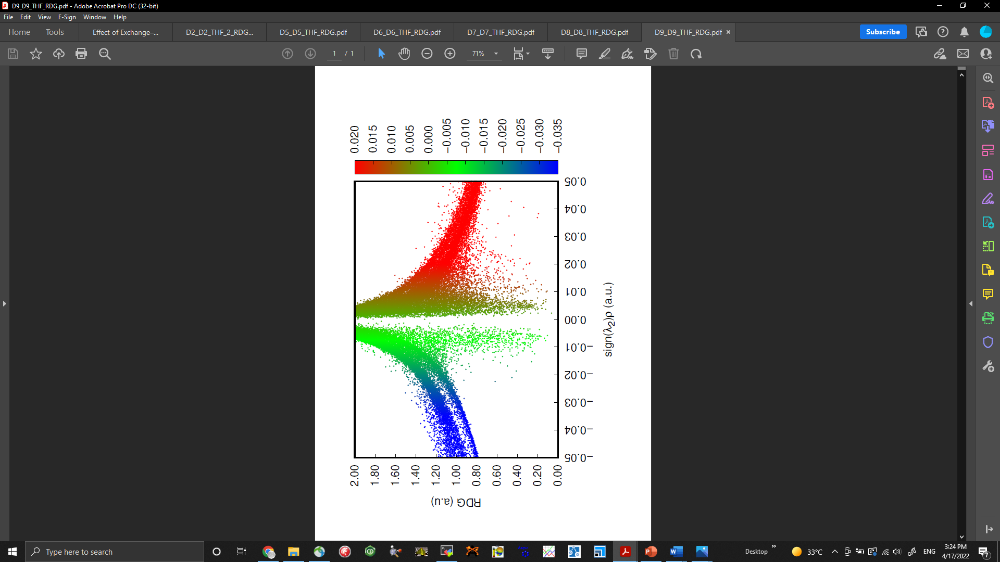 D9_D9_THF_RDG.pdf - Adobe Acrobat Pro DC (32-bit)
File Edit View E-Sign Window Help
Home Tools Effect of Exchange–... D2_D2_THF_2_RDG... D5_D5_THF_RDG.pdf D6_D6_THF_RDG.pdf D7_D7_THF_RDG.pdf D8_D8_THF_RDG.pdf D9_D9_THF_RDG.pdf × Subscribe
1 / 1 71%
0.020 0.015 0.010 0.005 0.000 −0.005 −0.010 −0.015 −0.020 −0.025 −0.030 −0.035
0.05
0.04
0.03
0.02
0.01
0.00
−0.01
−0.02
−0.03
−0.04
−0.05
sign(λ2)ρ (a.u.)
2.00 1.80 1.60 1.40 1.20 1.00 0.80 0.60 0.40 0.20 0.00
RDG (a.u)
Type here to search
CD
Desktop » 33°C ENG 3:24 PM
4/17/2022
7